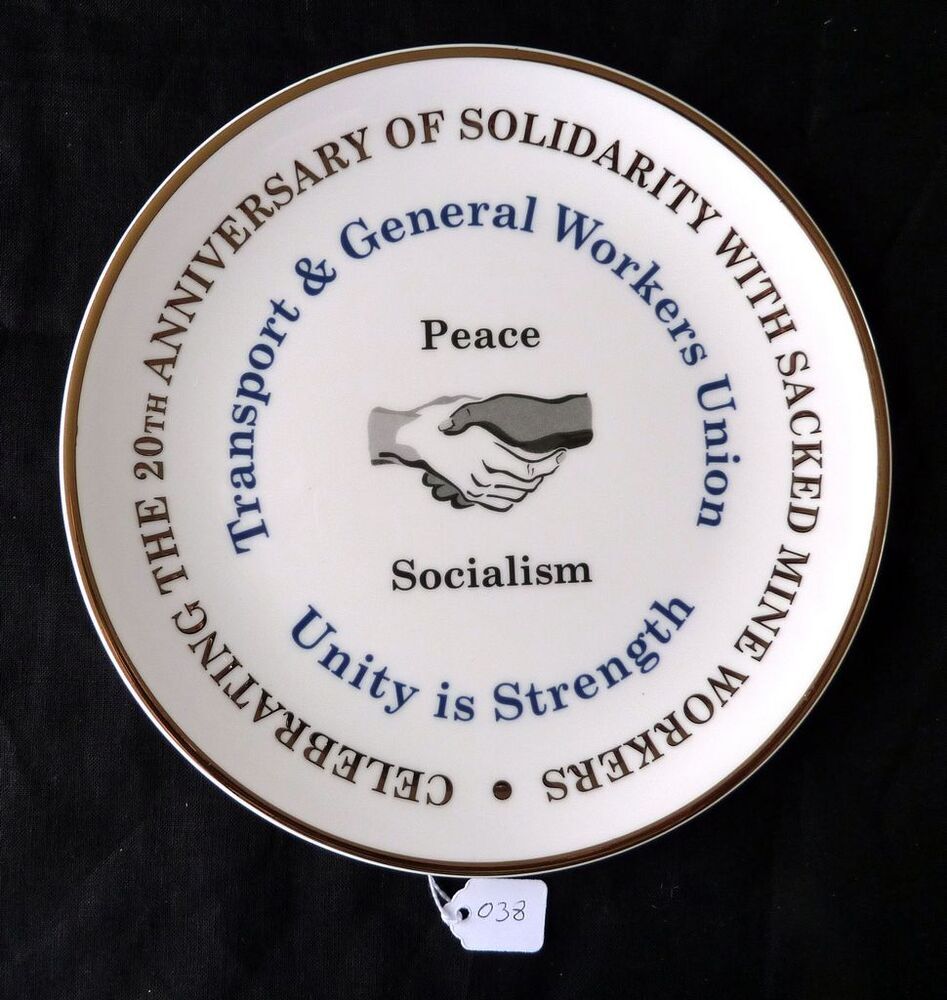 CELEBRATING THE 20TH ANNIVERSARY OF SOLIDARITY WITH SACKED MINE WORKERS •
Transport & General Workers Union
Peace
Socialism
Unity is Strength
038